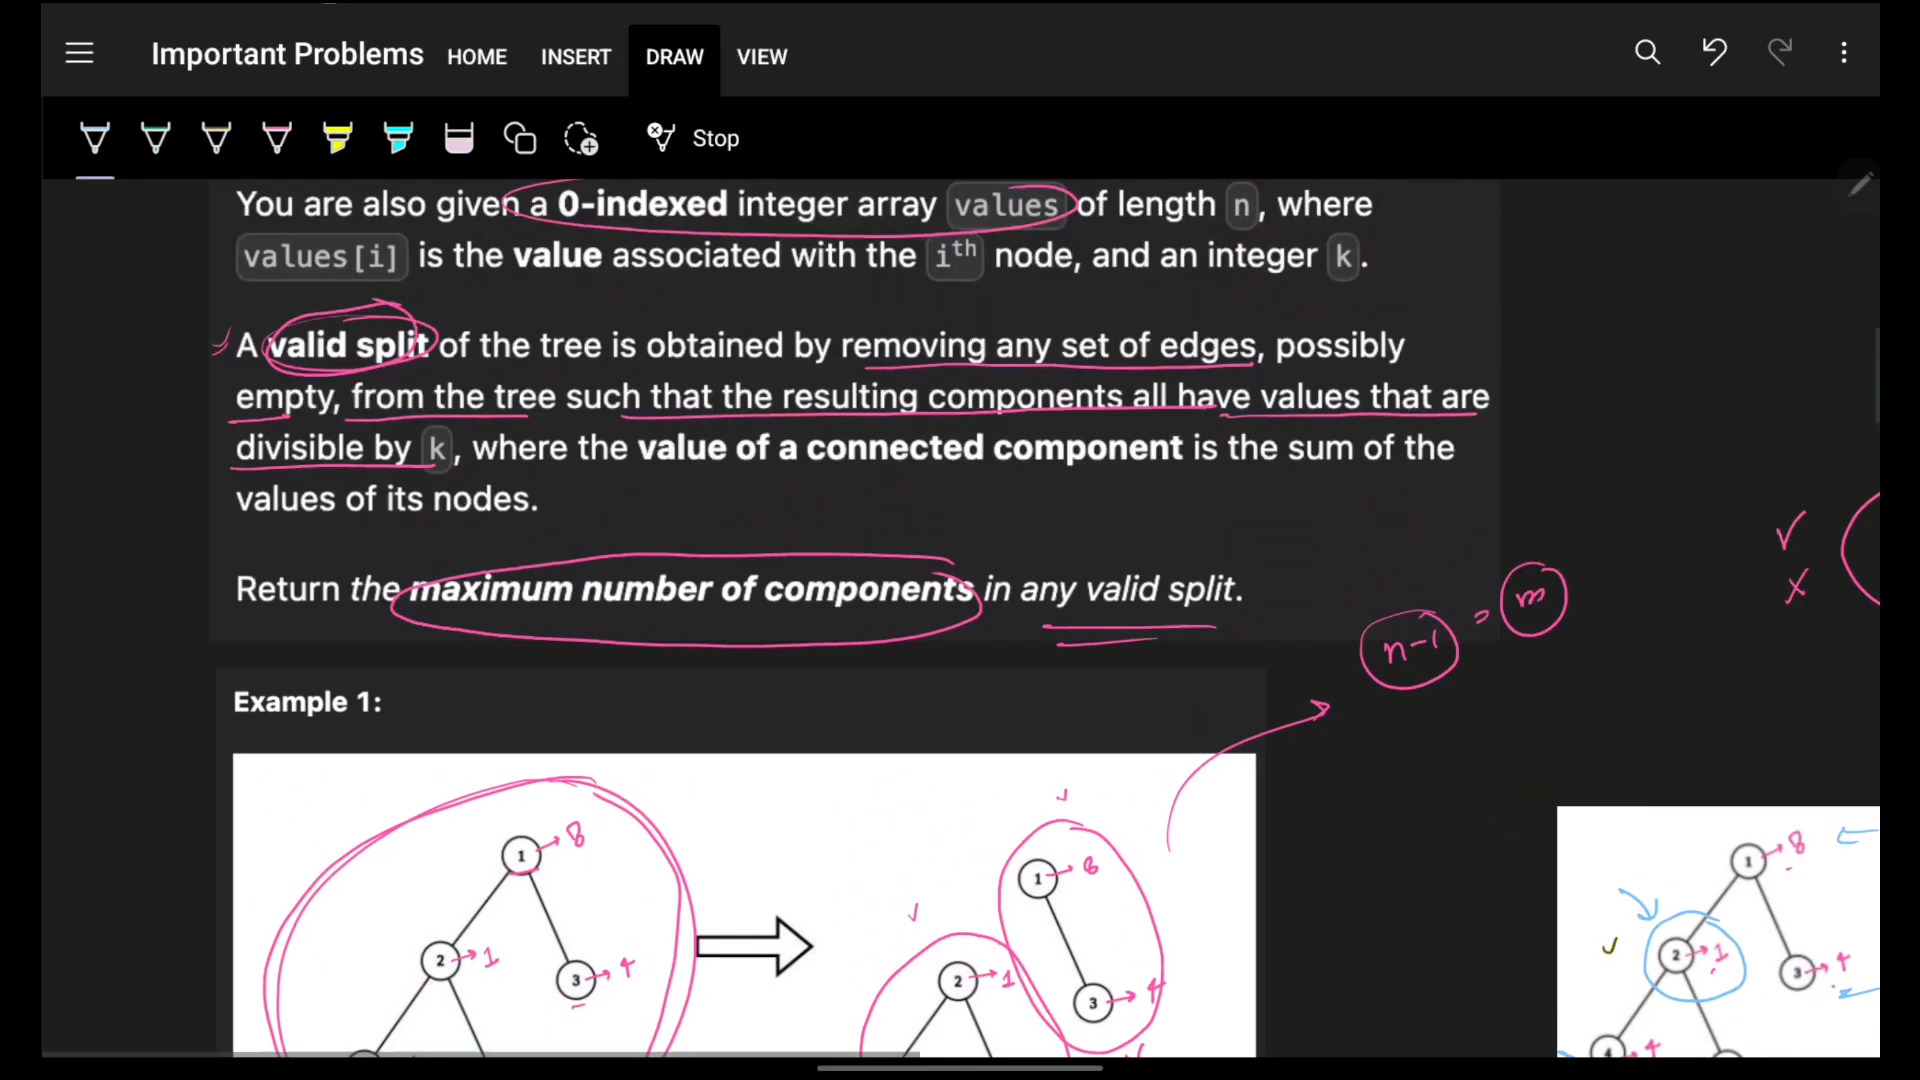 Important Problems HOME INSERT DRAW VIEW
Stop
You are also given a 0-indexed integer array values of length n, where
values[i] is the value associated with the ith node, and an integer k.
A valid split of the tree is obtained by removing any set of edges, possibly
empty, from the tree such that the resulting components all have values that are
divisible by k, where the value of a connected component is the sum of the
values of its nodes.
Return the maximum number of components in any valid split.
n-1 = m
Example 1:
1 → 8
2 → 1
3 → 4
1 → 8
2 → 1
3 → 4
1 → 8
2 → 1
3 → 4
4 → 4